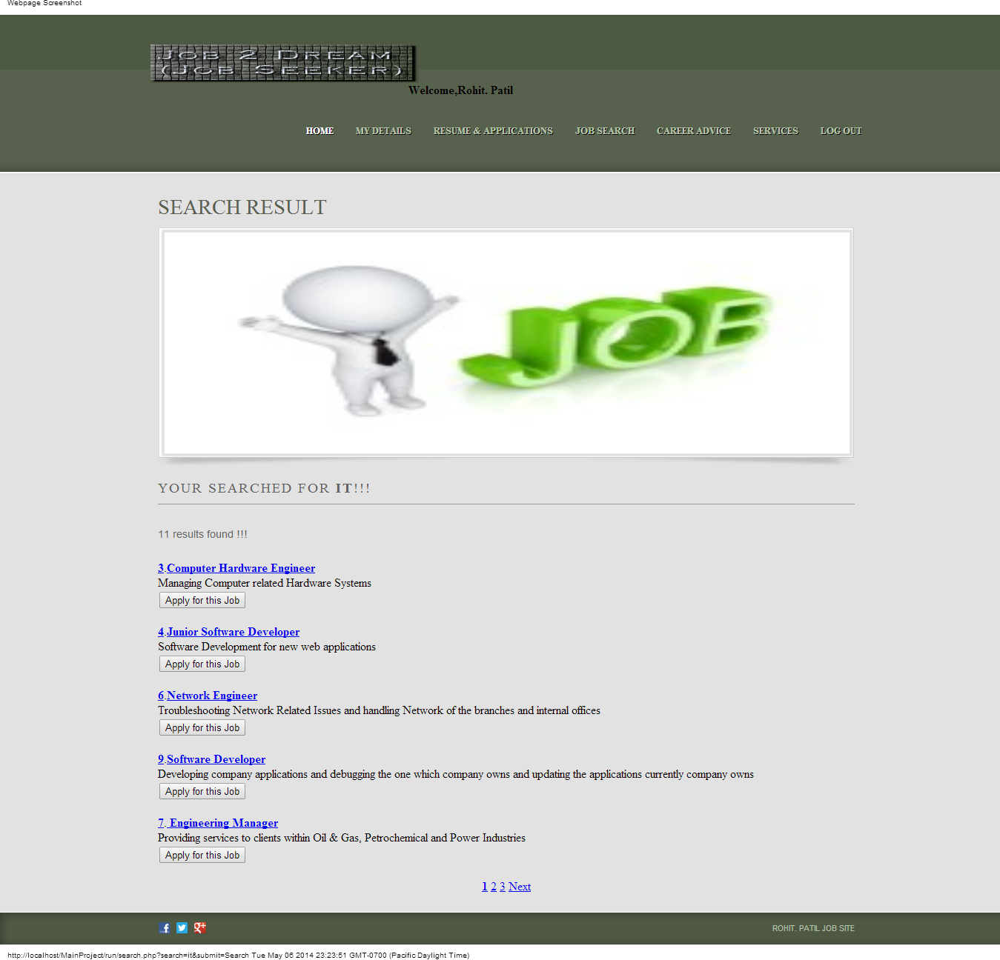 Webpage Screenshot
Job 2 Dream
(Job Seeker)
Welcome,Rohit. Patil
HOME MY DETAILS RESUME & APPLICATIONS JOB SEARCH CAREER ADVICE SERVICES LOG OUT
SEARCH RESULT
JOB
YOUR SEARCHED FOR IT!!!
11 results found !!!
3.Computer Hardware Engineer
Managing Computer related Hardware Systems
Apply for this Job
4.Junior Software Developer
Software Development for new web applications
Apply for this Job
6.Network Engineer
Troubleshooting Network Related Issues and handling Network of the branches and internal offices
Apply for this Job
9.Software Developer
Developing company applications and debugging the one which company owns and updating the applications currently company owns
Apply for this Job
7. Engineering Manager
Providing services to clients within Oil & Gas, Petrochemical and Power Industries
Apply for this Job
1 2 3 Next
ROHIT. PATIL JOB SITE
http://localhost/MainProject/run/search.php?search=it&submit=Search Tue May 06 2014 23:23:51 GMT-0700 (Pacific Daylight Time)